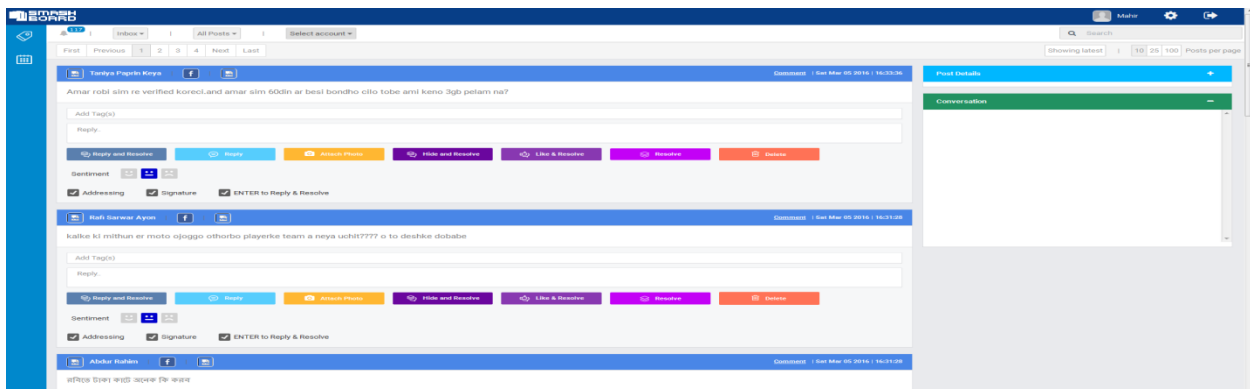 SMASH BOARD
Mahir
117 | Inbox | All Posts | Select account
Search
First Previous 1 2 3 4 Next Last
Showing latest | 10 25 100 Posts per page
Taniya Paprin Keya
Comment | Sat Mar 05 2016 | 16:33:36
Amar robi sim re verified koreci.and amar sim 60din ar besi bondho cilo tobe ami keno 3gb pelam na?
Add Tag(s)
Reply..
Reply and Resolve Reply Attach Photo Hide and Resolve Like & Resolve Resolve Delete
Sentiment
Addressing Signature ENTER to Reply & Resolve
Rafi Sarwar Ayon
Comment | Sat Mar 05 2016 | 16:31:28
kalke ki mithun er moto ojoggo othorbo playerke team a neya uchit???? o to deshke dobabe
Add Tag(s)
Reply..
Reply and Resolve Reply Attach Photo Hide and Resolve Like & Resolve Resolve Delete
Sentiment
Addressing Signature ENTER to Reply & Resolve
Abdur Rahim
Comment | Sat Mar 05 2016 | 16:31:20
রবিতে টাকা কাটে অনেক কি করব
Post Details
Conversation